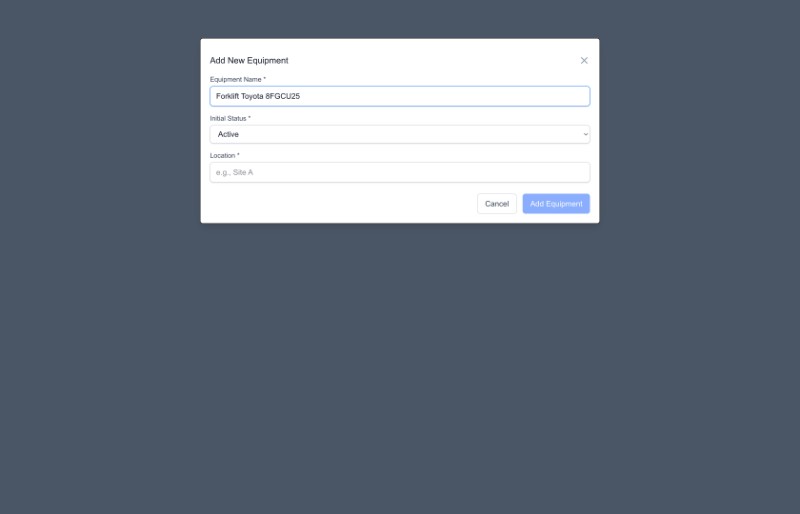 Add New Equipment
Equipment Name *
Forklift Toyota 8FGCU25
Initial Status *
Active
Location *
e.g., Site A
Cancel
Add Equipment